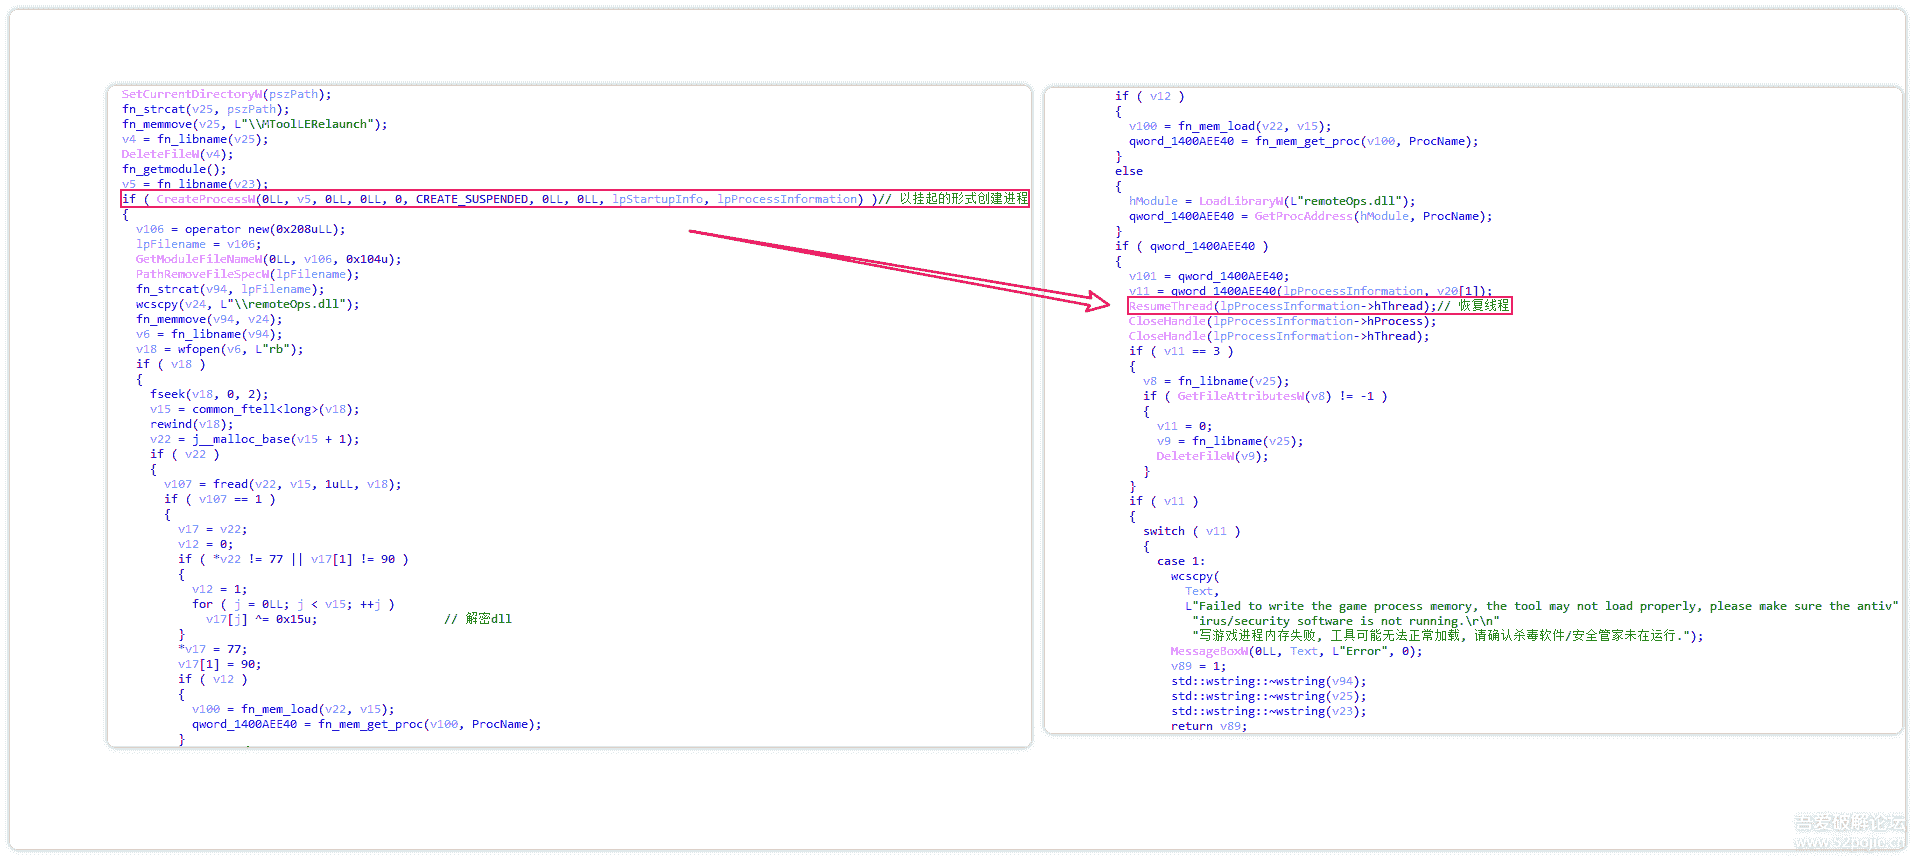 SetCurrentDirectoryW(pszPath);
fn_strcat(v25, pszPath);
fn_memmove(v25, L"\\MToolLERelaunch");
v4 = fn_libname(v25);
DeleteFileW(v4);
fn_getmodule();
v5 = fn_libname(v23);
if ( CreateProcessW(0LL, v5, 0LL, 0LL, 0, CREATE_SUSPENDED, 0LL, 0LL, lpStartupInfo, lpProcessInformation) )// 以挂起的形式创建进程
{
v106 = operator new(0x208uLL);
lpFilename = v106;
GetModuleFileNameW(0LL, v106, 0x104u);
PathRemoveFileSpecW(lpFilename);
fn_strcat(v94, lpFilename);
wcscpy(v24, L"\\remoteOps.dll");
fn_memmove(v94, v24);
v6 = fn_libname(v94);
v18 = wfopen(v6, L"rb");
if ( v18 )
{
fseek(v18, 0, 2);
v15 = common_ftell<long>(v18);
rewind(v18);
v22 = j__malloc_base(v15 + 1);
if ( v22 )
{
v107 = fread(v22, v15, 1uLL, v18);
if ( v107 == 1 )
{
v17 = v22;
v12 = 0;
if ( *v22 != 77 || v17[1] != 90 )
{
v12 = 1;
for ( j = 0LL; j < v15; ++j )
v17[j] ^= 0x15u; // 解密dll
}
*v17 = 77;
v17[1] = 90;
if ( v12 )
{
v100 = fn_mem_load(v22, v15);
qword_1400AEE40 = fn_mem_get_proc(v100, ProcName);
}
if ( v12 )
{
v100 = fn_mem_load(v22, v15);
qword_1400AEE40 = fn_mem_get_proc(v100, ProcName);
}
else
{
hModule = LoadLibraryW(L"remoteOps.dll");
qword_1400AEE40 = GetProcAddress(hModule, ProcName);
}
if ( qword_1400AEE40 )
{
v101 = qword_1400AEE40;
v11 = qword_1400AEE40(lpProcessInformation, v20[1]);
ResumeThread(lpProcessInformation->hThread);// 恢复线程
CloseHandle(lpProcessInformation->hProcess);
CloseHandle(lpProcessInformation->hThread);
if ( v11 == 3 )
{
v8 = fn_libname(v25);
if ( GetFileAttributesW(v8) != -1 )
{
v11 = 0;
v9 = fn_libname(v25);
DeleteFileW(v9);
}
}
if ( v11 )
{
switch ( v11 )
{
case 1:
wcscpy(
Text,
L"Failed to write the game process memory, the tool may not load properly, please make sure the antiv"
"irus/security software is not running.\r\n"
"写游戏进程内存失败, 工具可能无法正常加载, 请确认杀毒软件/安全管家未在运行.");
MessageBoxW(0LL, Text, L"Error", 0);
v89 = 1;
std::wstring::~wstring(v94);
std::wstring::~wstring(v25);
std::wstring::~wstring(v23);
return v89;
吾爱破解论坛
www.52pojie.cn